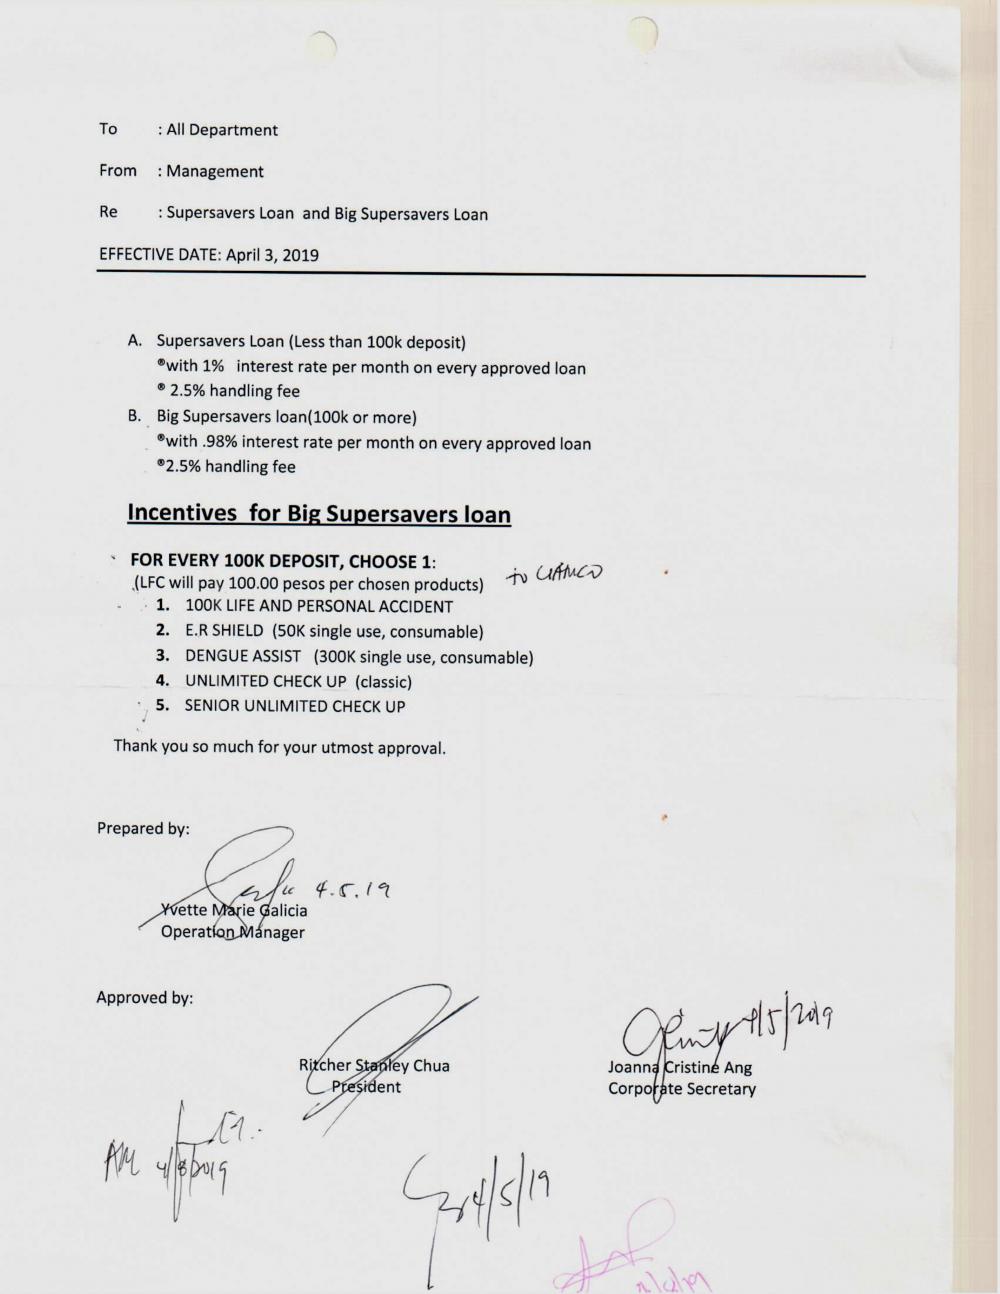 To : All Department
From : Management
Re : Supersavers Loan and Big Supersavers Loan
EFFECTIVE DATE: April 3, 2019
A. Supersavers Loan (Less than 100k deposit)
®with 1% interest rate per month on every approved loan
® 2.5% handling fee
B. Big Supersavers loan(100k or more)
®with .98% interest rate per month on every approved loan
®2.5% handling fee
Incentives for Big Supersavers loan
FOR EVERY 100K DEPOSIT, CHOOSE 1:
(LFC will pay 100.00 pesos per chosen products) to
1. 100K LIFE AND PERSONAL ACCIDENT
2. E.R SHIELD (50K single use, consumable)
3. DENGUE ASSIST (300K single use, consumable)
4. UNLIMITED CHECK UP (classic)
5. SENIOR UNLIMITED CHECK UP
Thank you so much for your utmost approval.
Prepared by:
4.5.19
Yvette Marie Galicia
Operation Manager
Approved by:
4/5/2019
Ritcher Stanley Chua Joanna Cristine Ang
President Corporate Secretary
AM 4/8/2019
4/5/19